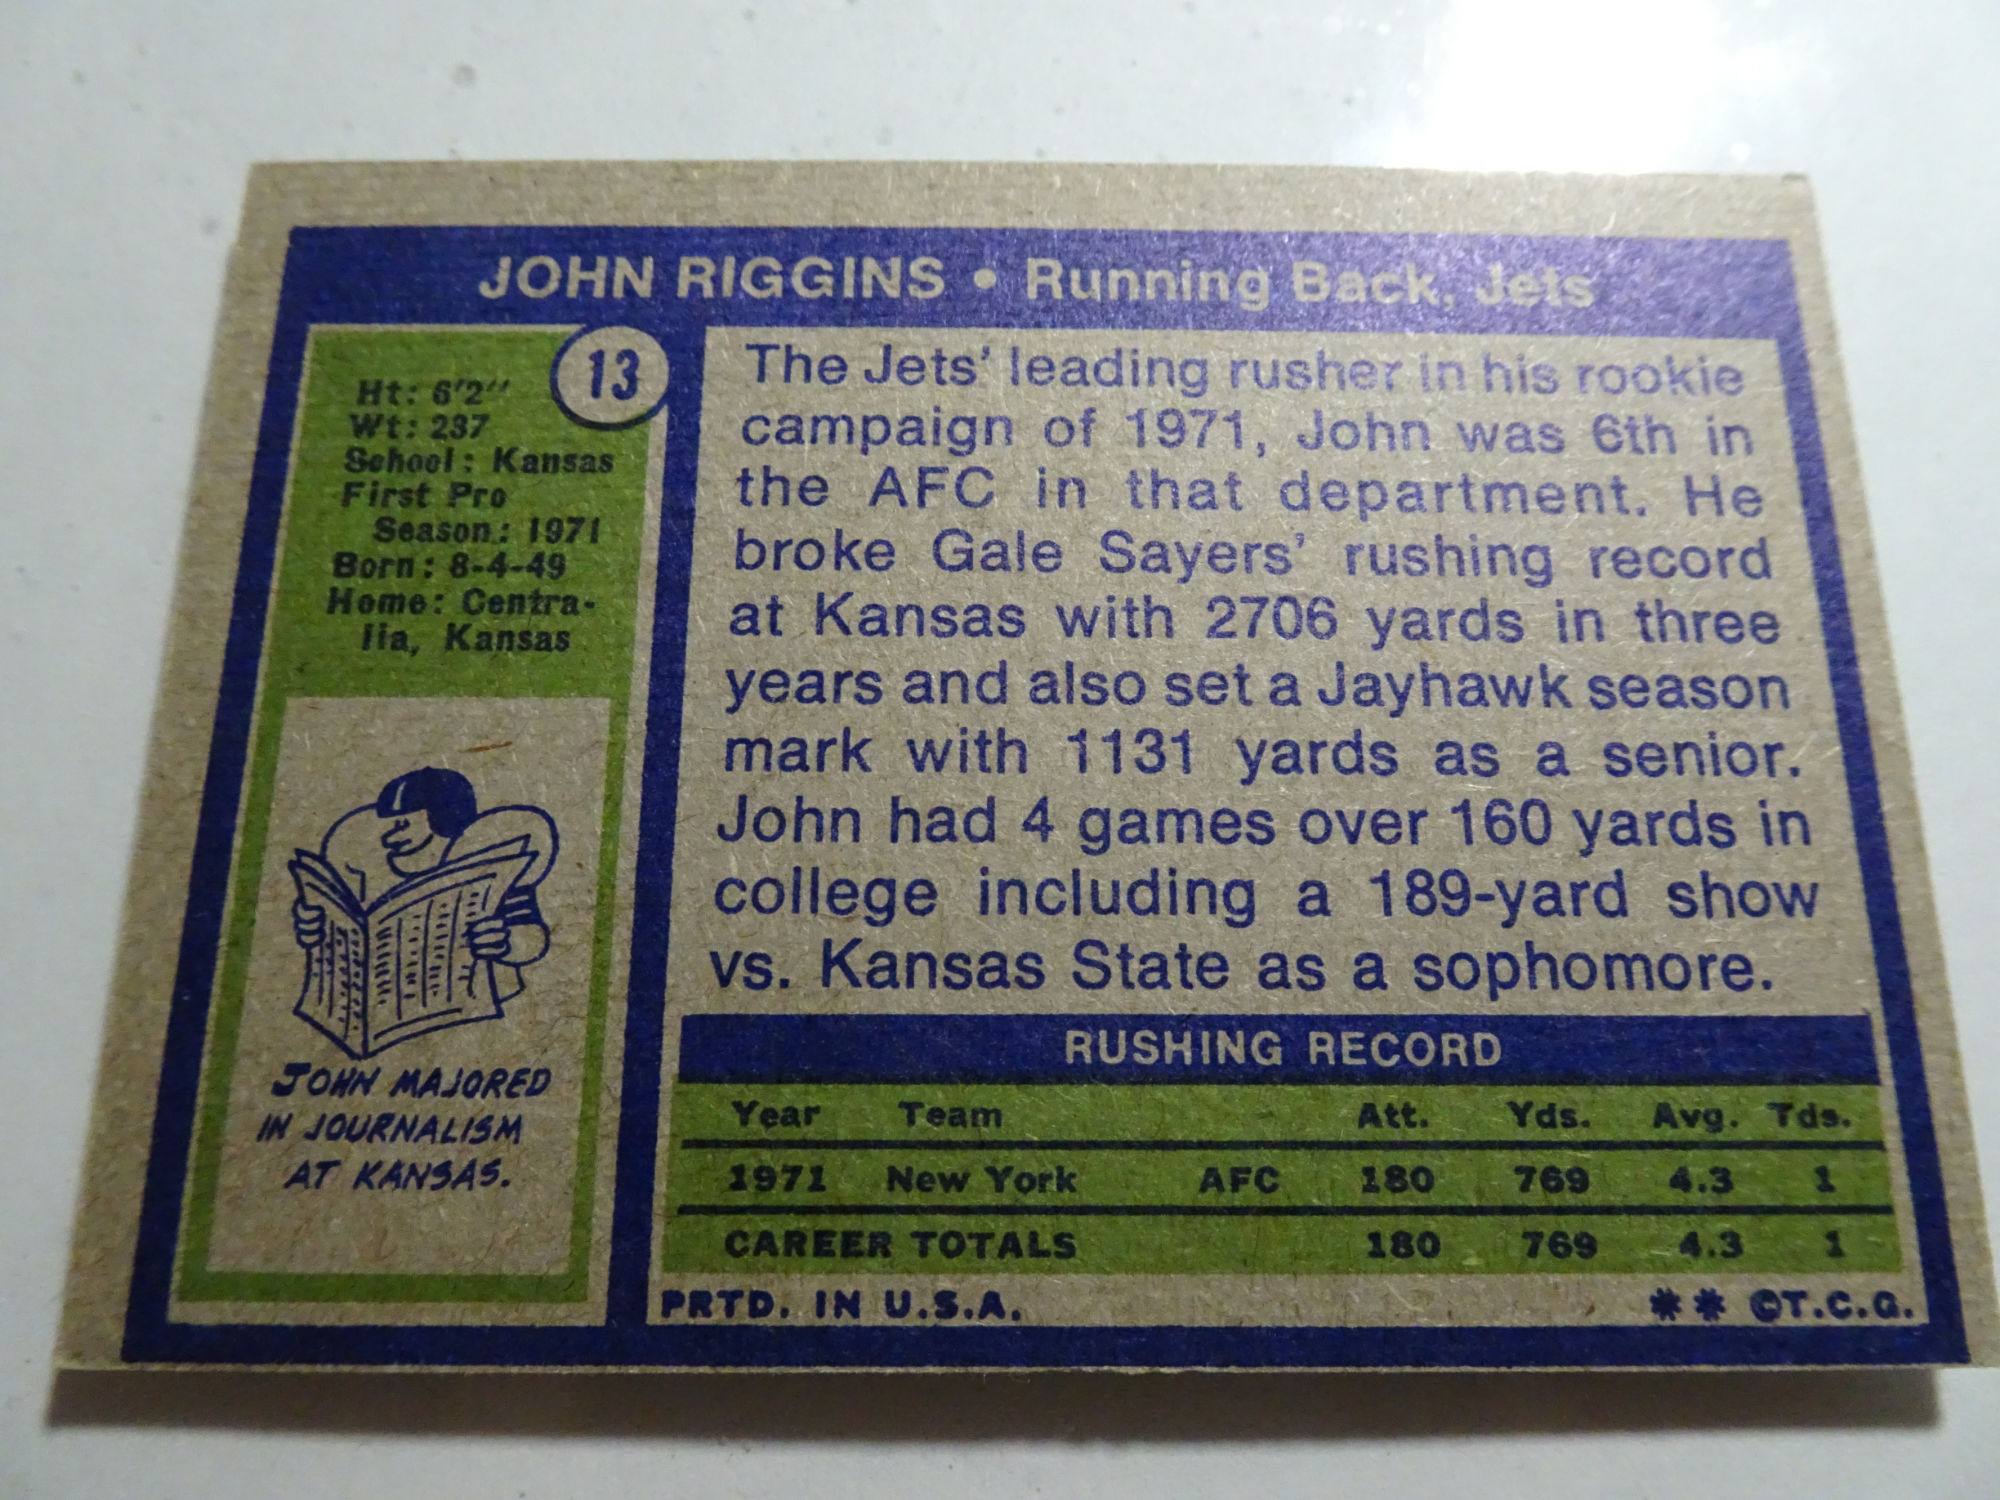 JOHN RIGGINS • Running Back, Jets
13
Ht: 6'2"
Wt: 237
School: Kansas
First Pro
Season: 1971
Born: 8-4-49
Home: Centra-
lia, Kansas
JOHN MAJORED
IN JOURNALISM
AT KANSAS.
The Jets' leading rusher in his rookie
campaign of 1971, John was 6th in
the AFC in that department. He
broke Gale Sayers' rushing record
at Kansas with 2706 yards in three
years and also set a Jayhawk season
mark with 1131 yards as a senior.
John had 4 games over 160 yards in
college including a 189-yard show
vs. Kansas State as a sophomore.
RUSHING RECORD
Year Team Att. Yds. Avg. Tds.
1971 New York AFC 180 769 4.3 1
CAREER TOTALS 180 769 4.3 1
PRTD. IN U.S.A. ** ©T.C.G.